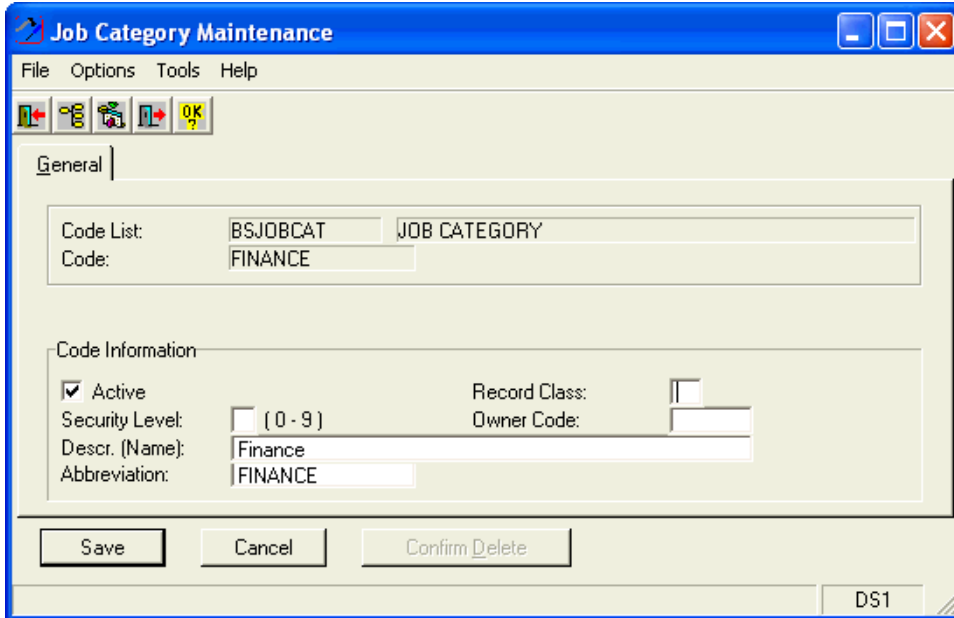 Job Category Maintenance
File Options Tools Help
OK ?
General
Code List: BSJOBCAT JOB CATEGORY
Code: FINANCE
Code Information
Active Record Class:
Security Level: ( 0 - 9 ) Owner Code:
Descr. (Name): Finance
Abbreviation: FINANCE
Save Cancel Confirm Delete
DS1